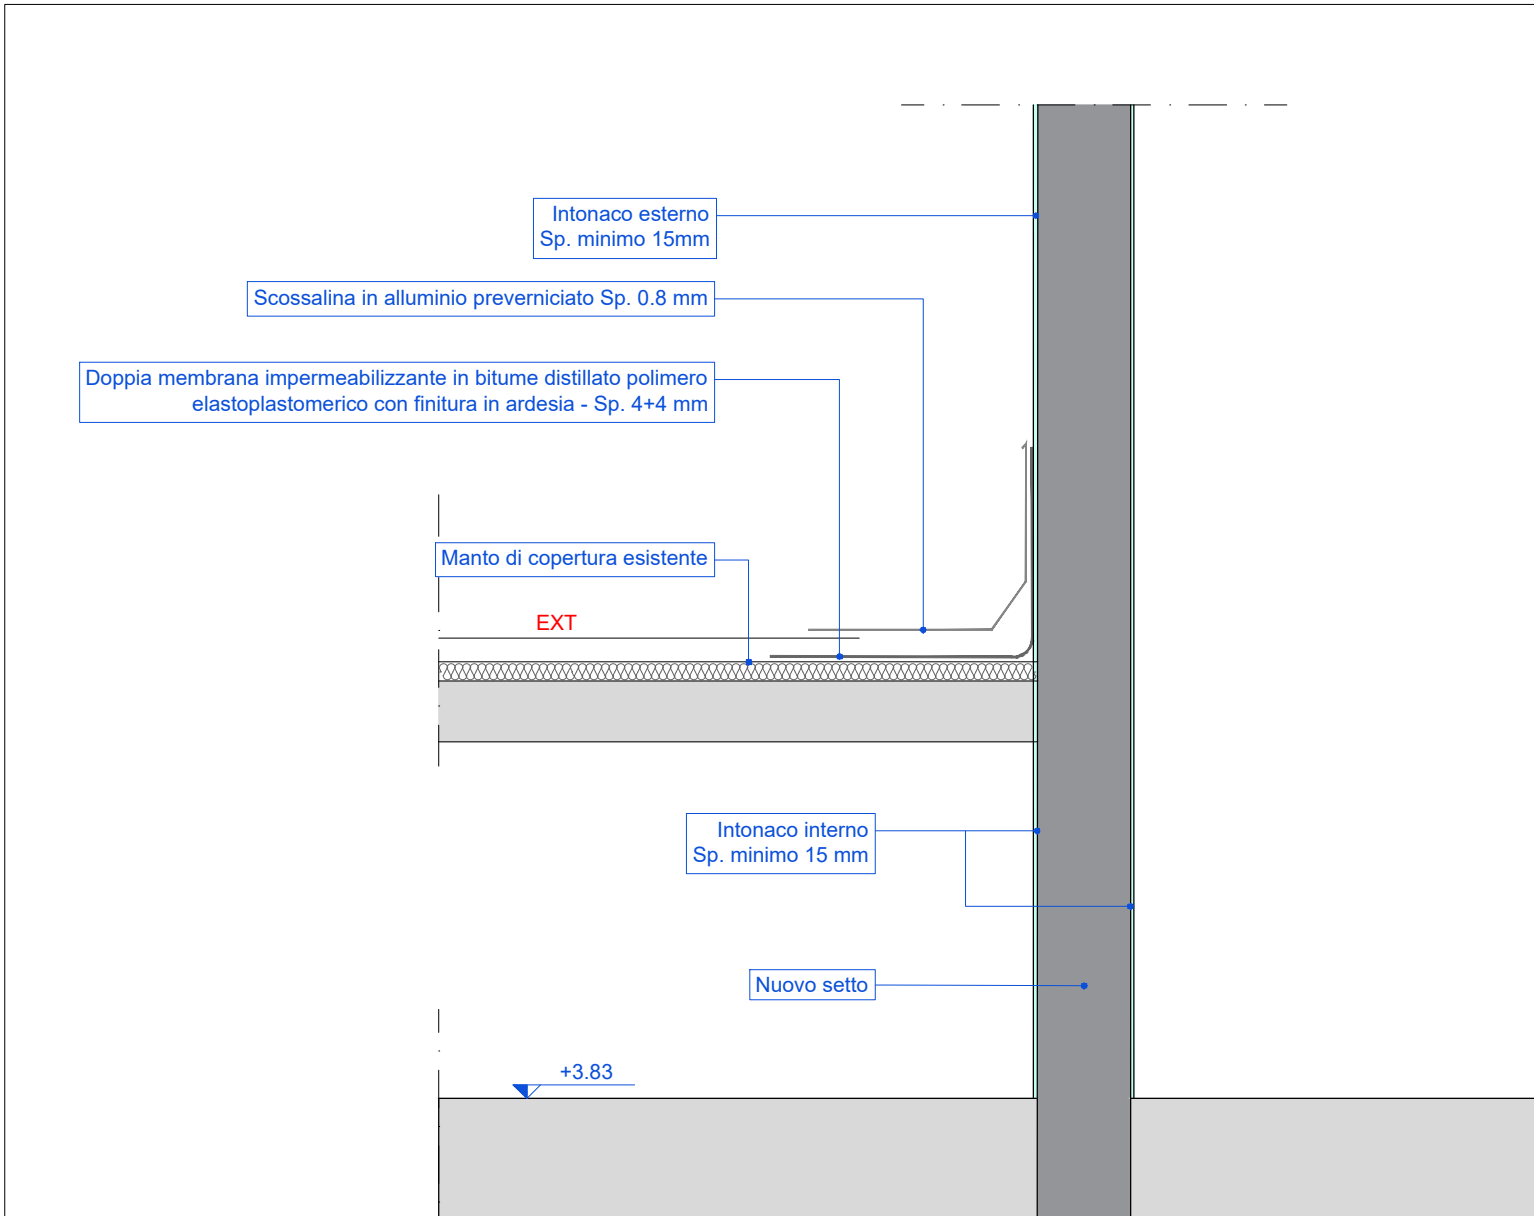 Intonaco esterno
Sp. minimo 15mm
Scossalina in alluminio preverniciato Sp. 0.8 mm
Doppia membrana impermeabilizzante in bitume distillato polimero
elastoplastomerico con finitura in ardesia - Sp. 4+4 mm
Manto di copertura esistente
EXT
Intonaco interno
Sp. minimo 15 mm
Nuovo setto
+3.83